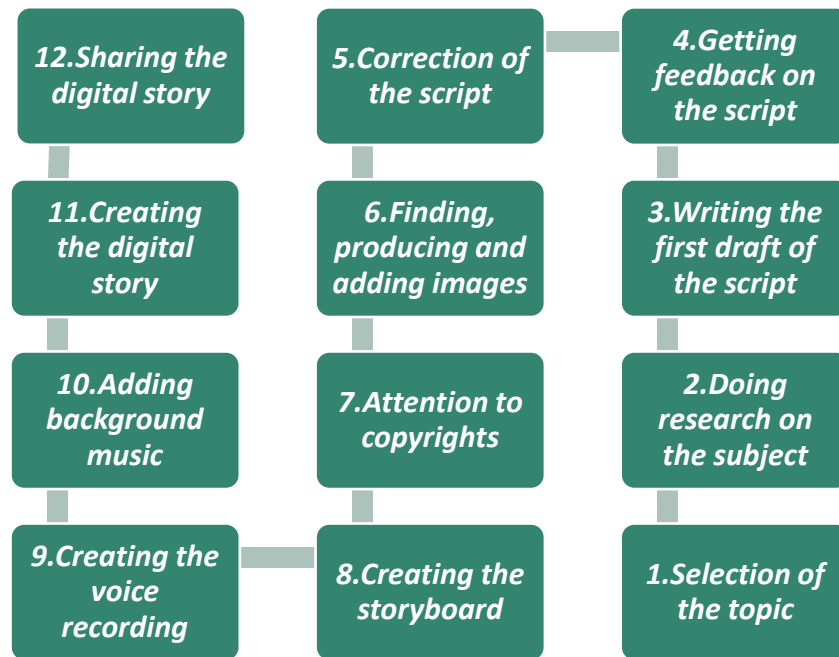 12.Sharing the
digital story
5.Correction of
the script
4.Getting
feedback on
the script
11.Creating
the digital
story
6.Finding,
producing and
adding images
3.Writing the
first draft of
the script
10.Adding
background
music
7.Attention to
copyrights
2.Doing
research on
the subject
9.Creating the
voice
recording
8.Creating the
storyboard
1.Selection of
the topic